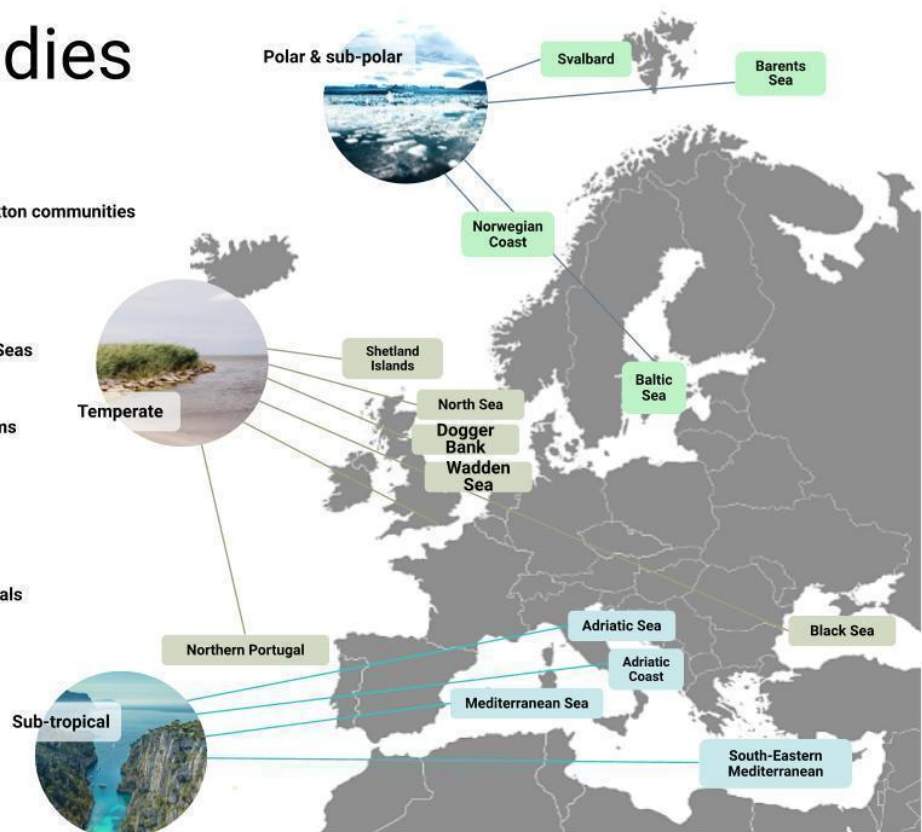 dies
Polar & sub-polar
Svalbard
Barents
Sea
ton communities
Norwegian
Coast
Seas
Shetland
Islands
Baltic
Sea
North Sea
Temperate
ns
Dogger
Bank
Wadden
Sea
als
Adriatic Sea
Black Sea
Northern Portugal
Adriatic
Coast
Mediterranean Sea
Sub-tropical
South-Eastern
Mediterranean